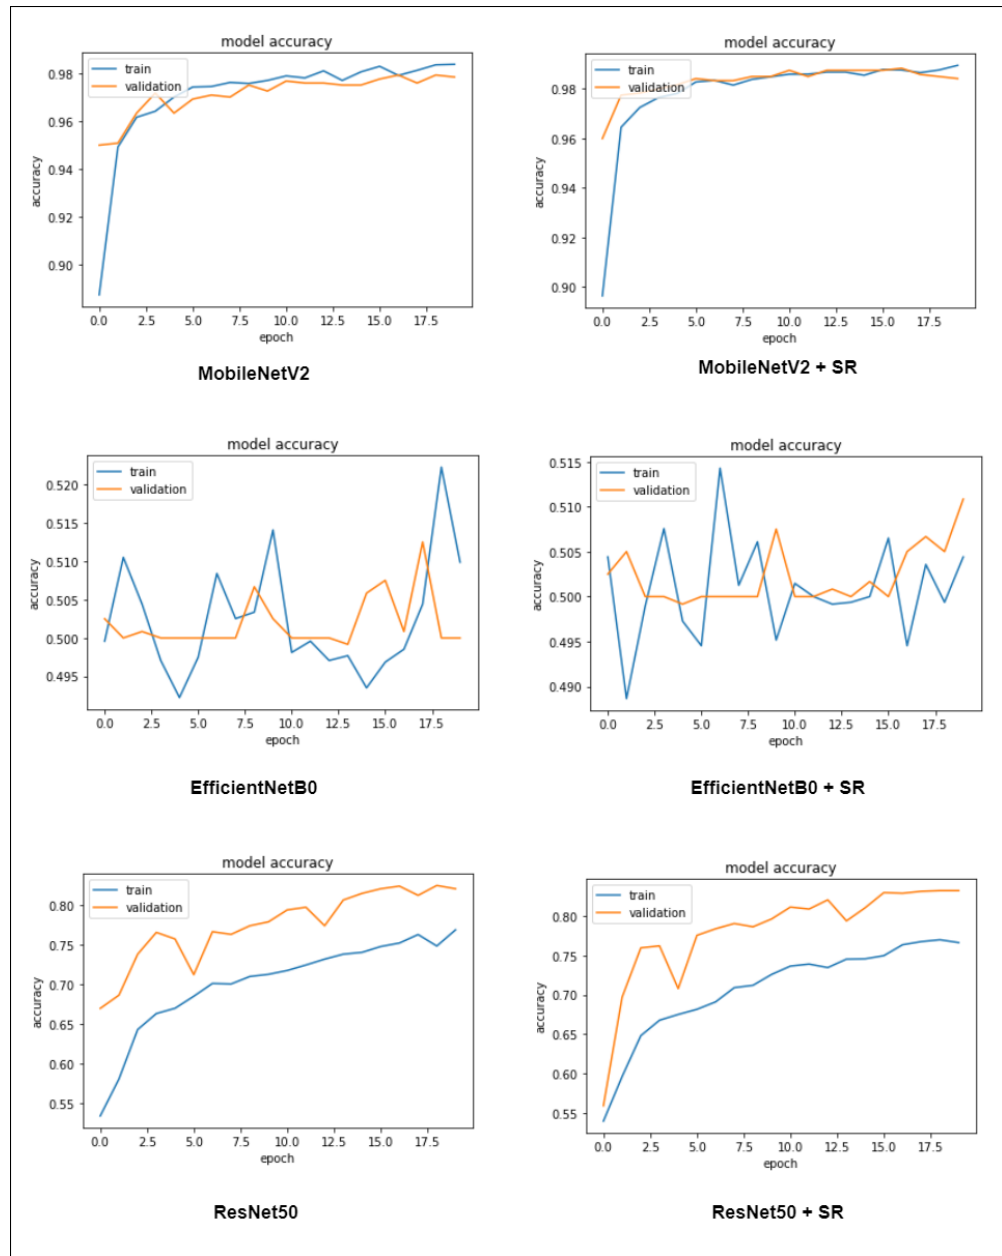 model accuracy
train
validation
accuracy
0.98
0.96
0.94
0.92
0.90
0.0 2.5 5.0 7.5 10.0 12.5 15.0 17.5
epoch
MobileNetV2
model accuracy
train
validation
accuracy
0.98
0.96
0.94
0.92
0.90
0.0 2.5 5.0 7.5 10.0 12.5 15.0 17.5
epoch
MobileNetV2 + SR
model accuracy
train
validation
accuracy
0.520
0.515
0.510
0.505
0.500
0.495
0.0 2.5 5.0 7.5 10.0 12.5 15.0 17.5
epoch
EfficientNetB0
model accuracy
train
validation
accuracy
0.515
0.510
0.505
0.500
0.495
0.490
0.0 2.5 5.0 7.5 10.0 12.5 15.0 17.5
epoch
EfficientNetB0 + SR
model accuracy
train
validation
accuracy
0.80
0.75
0.70
0.65
0.60
0.55
0.0 2.5 5.0 7.5 10.0 12.5 15.0 17.5
epoch
ResNet50
model accuracy
train
validation
accuracy
0.80
0.75
0.70
0.65
0.60
0.55
0.0 2.5 5.0 7.5 10.0 12.5 15.0 17.5
epoch
ResNet50 + SR